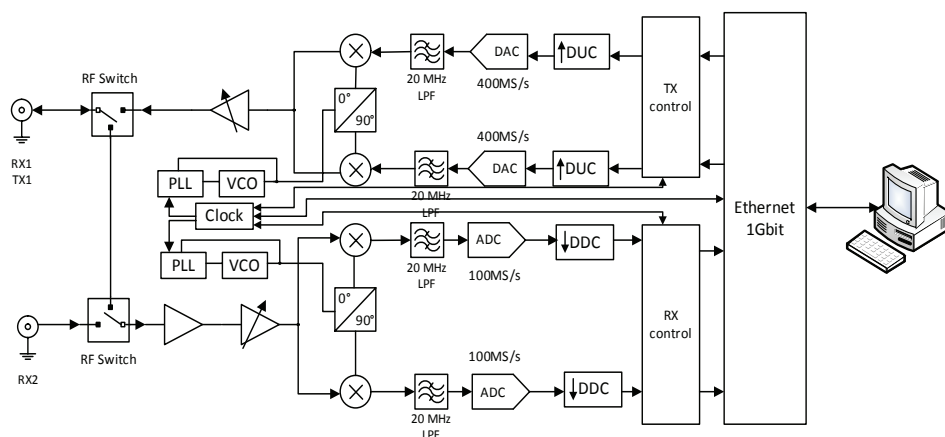 RF Switch
RX1
TX1
0°
90°
20 MHz
LPF
DAC
400MS/s
DUC
TX
control
400MS/s
20 MHz
LPF
DAC
DUC
PLL
VCO
Clock
PLL
VCO
Ethernet
1Gbit
20 MHz
LPF
ADC
100MS/s
DDC
0°
90°
RX
control
RF Switch
RX2
100MS/s
20 MHz
LPF
ADC
DDC